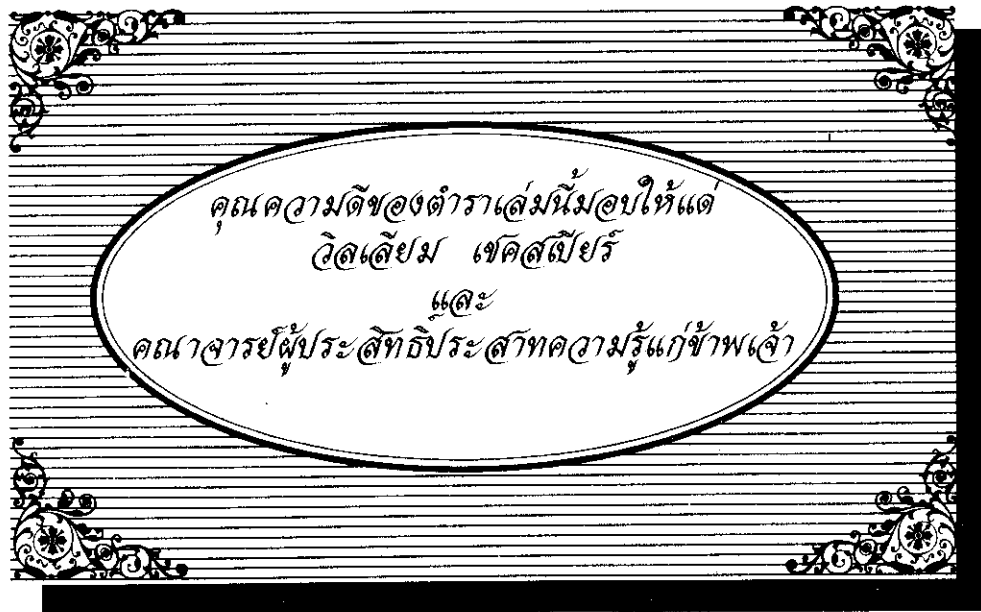 คุณความดีของตำราเล่มนี้มอบให้แด่
วิลเลียม เชคสเปียร์
และ
คณาจารย์ผู้ประสิทธิ์ประสาทความรู้แก่ข้าพเจ้า